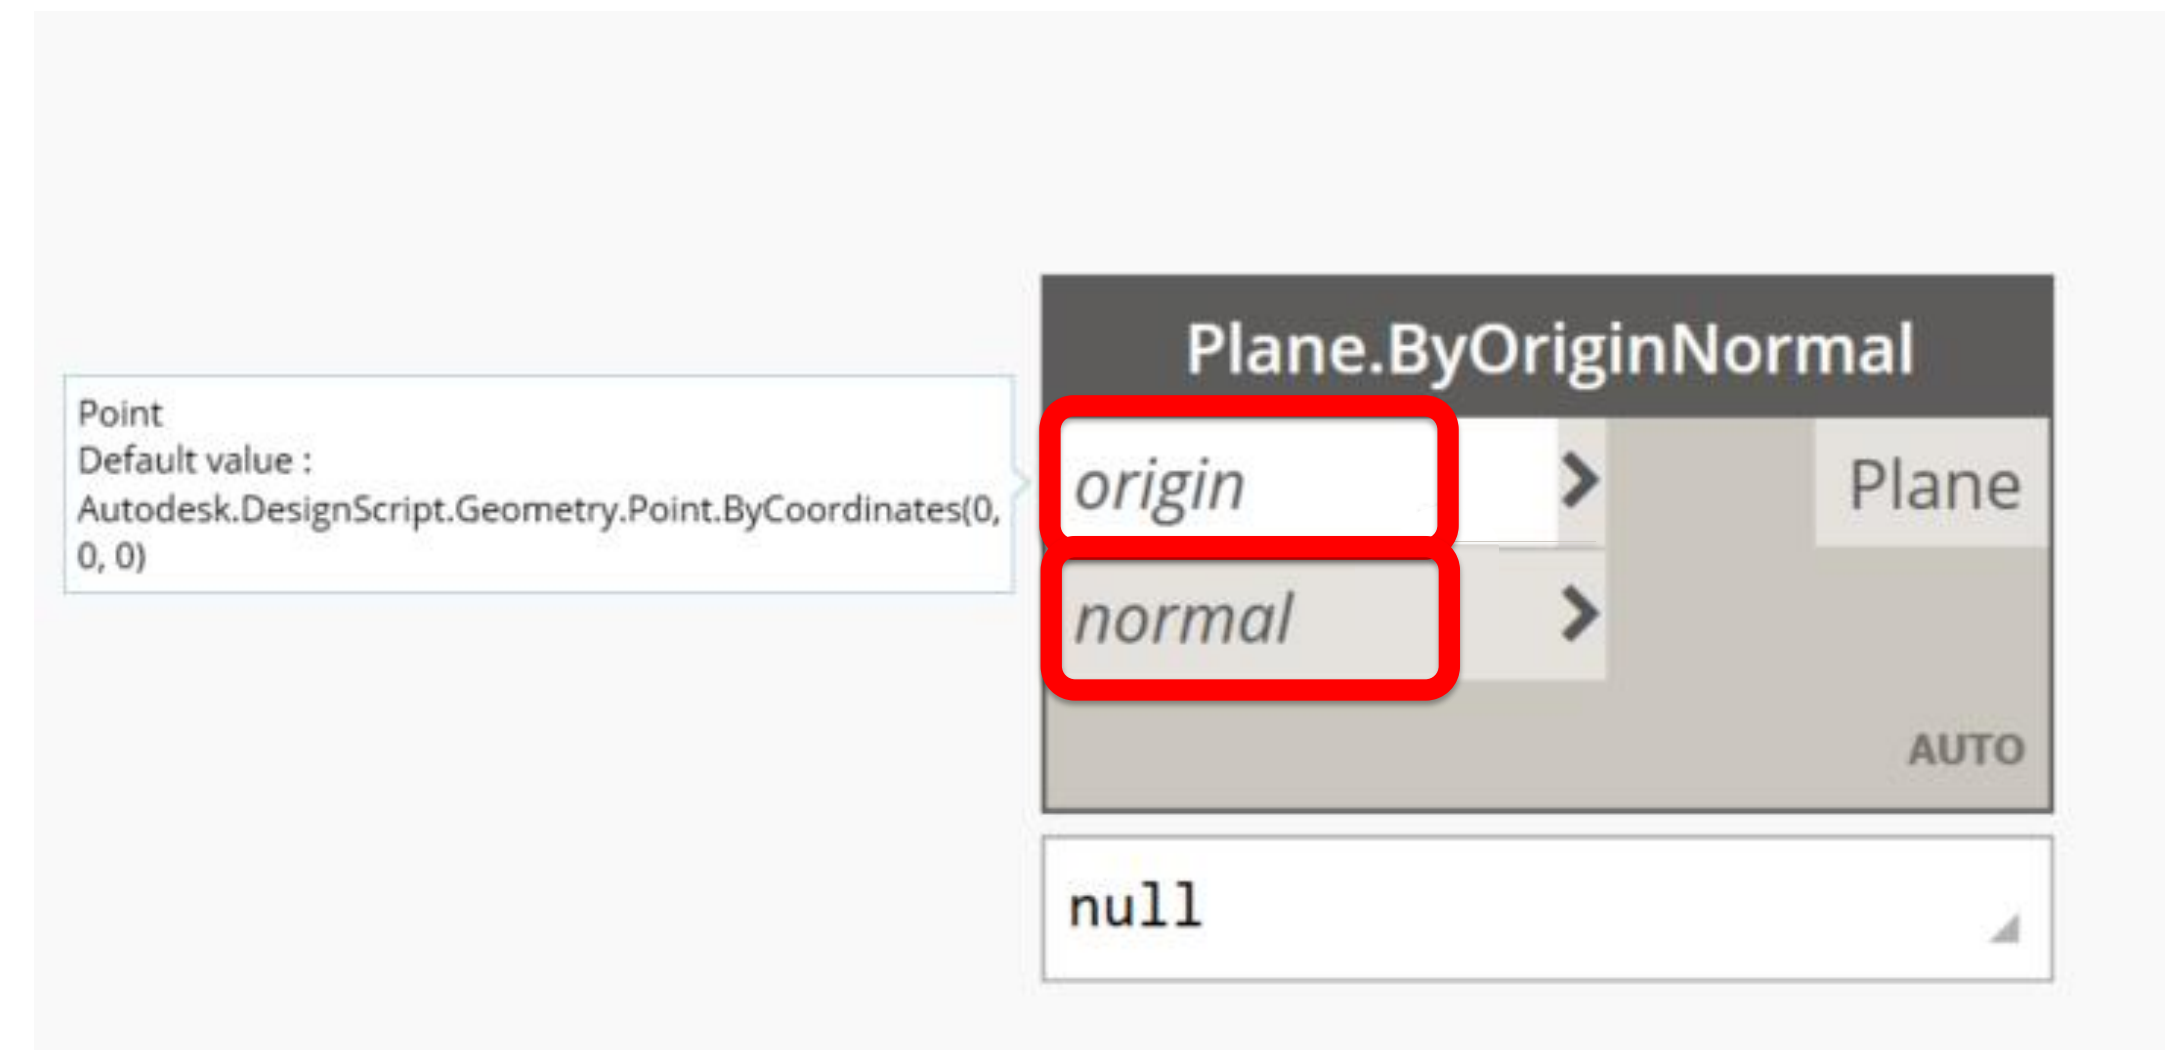 Plane.ByOriginNormal
Point
Default value :
Autodesk.DesignScript.Geometry.Point.ByCoordinates(0,
0, 0)
origin
Plane
normal
AUTO
null